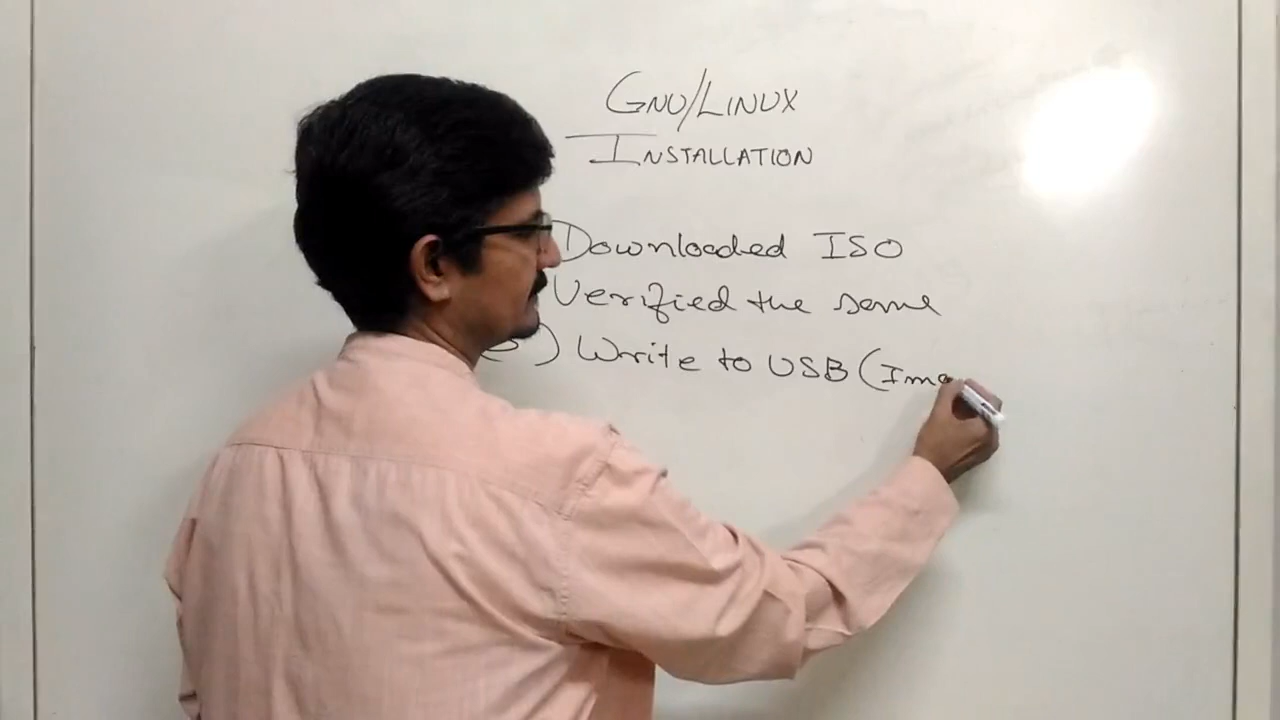 GNU/LINUX
INSTALLATION
Downloaded ISO
Verified the same
) Write to USB (Ima